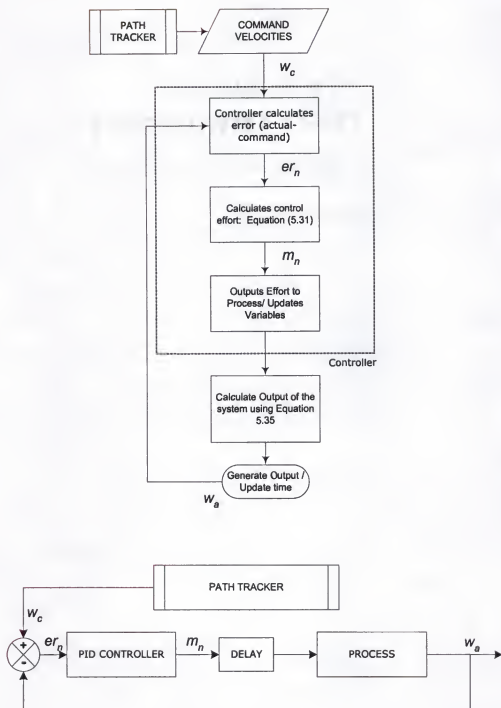 PATH
TRACKER
COMMAND
VELOCITIES
w_c
Controller calculates
error (actual-
command)
er_n
Calculates control
effort: Equation (5.31)
m_n
Outputs Effort to
Process/ Updates
Variables
Controller
Calculate Output of the
system using Equation
5.35
Generate Output /
Update time
w_a
PATH TRACKER
w_c
+
-
er_n
PID CONTROLLER
m_n
DELAY
PROCESS
w_a